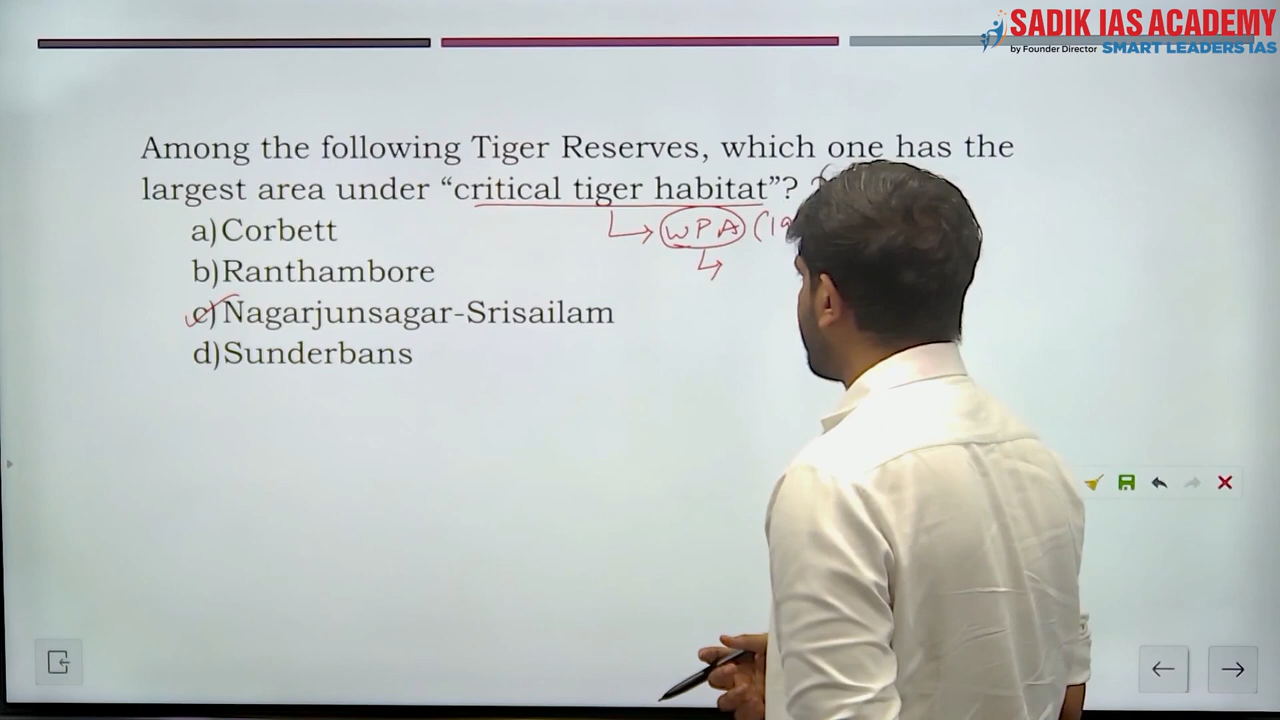 SADIK IAS ACADEMY
by Founder Director SMART LEADERS IAS
Among the following Tiger Reserves, which one has the
largest area under “critical tiger habitat”?
WPA (19
a) Corbett
b) Ranthambore
c) Nagarjunsagar-Srisailam
d) Sunderbans